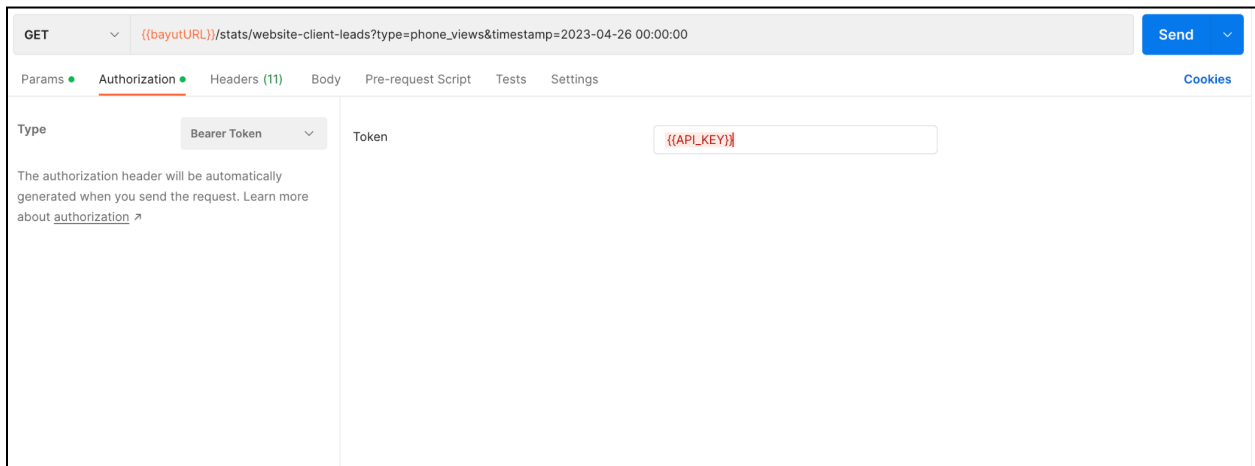 GET {{bayutURL}}/stats/website-client-leads?type=phone_views&timestamp=2023-04-26 00:00:00 Send
Params Authorization Headers (11) Body Pre-request Script Tests Settings Cookies
Type Bearer Token
The authorization header will be automatically
generated when you send the request. Learn more
about authorization ↗
Token {{API_KEY}}